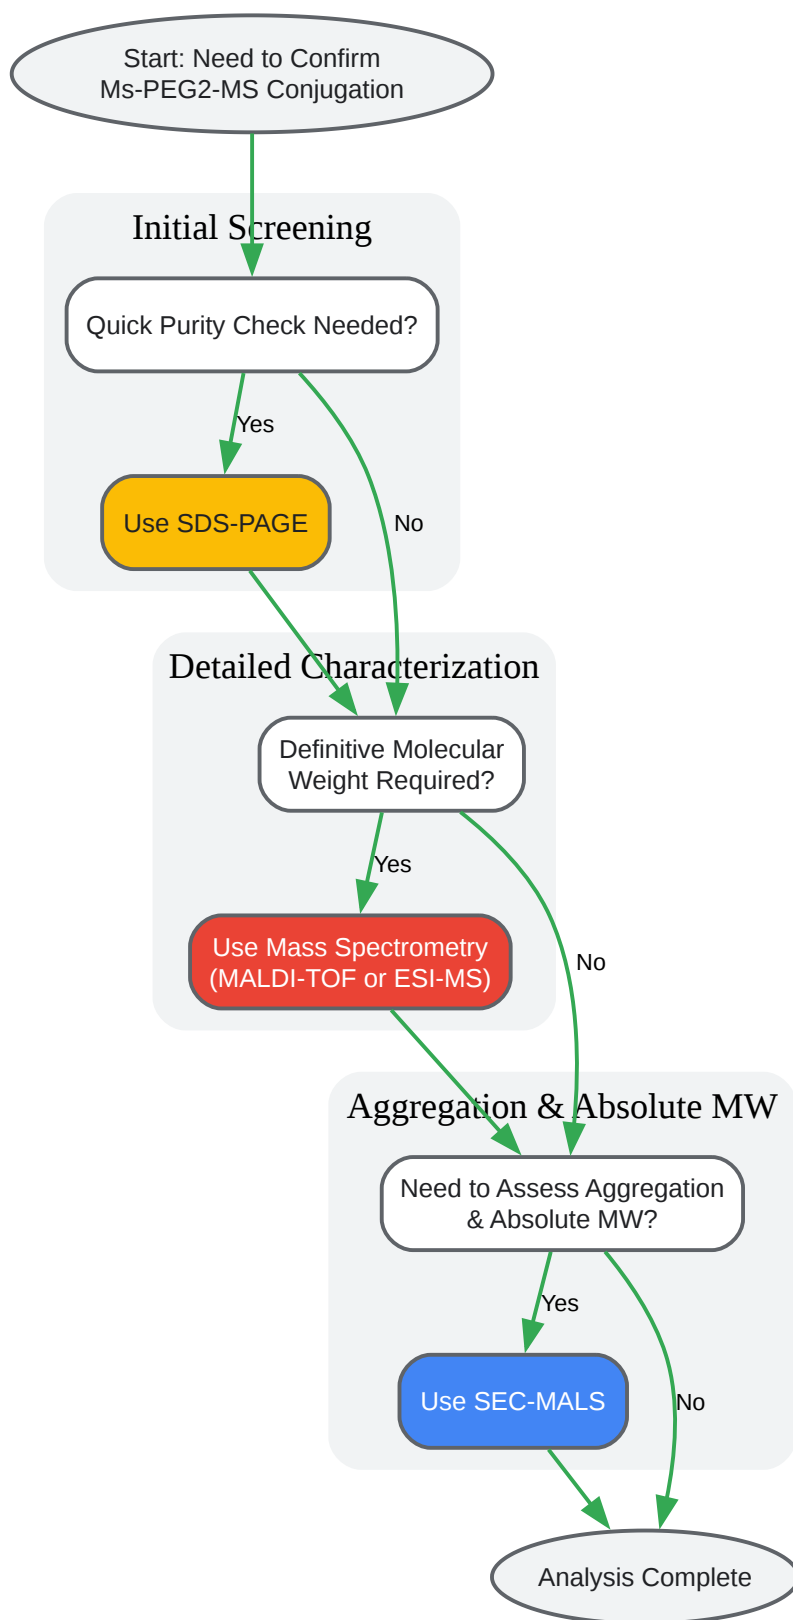 Start: Need to Confirm
Ms-PEG2-MS Conjugation
Initial Screening
Quick Purity Check Needed?
Yes
Use SDS-PAGE
No
Detailed Characterization
Definitive Molecular
Weight Required?
Yes
Use Mass Spectrometry
(MALDI-TOF or ESI-MS)
No
Aggregation & Absolute MW
Need to Assess Aggregation
& Absolute MW?
Yes
Use SEC-MALS
No
Analysis Complete